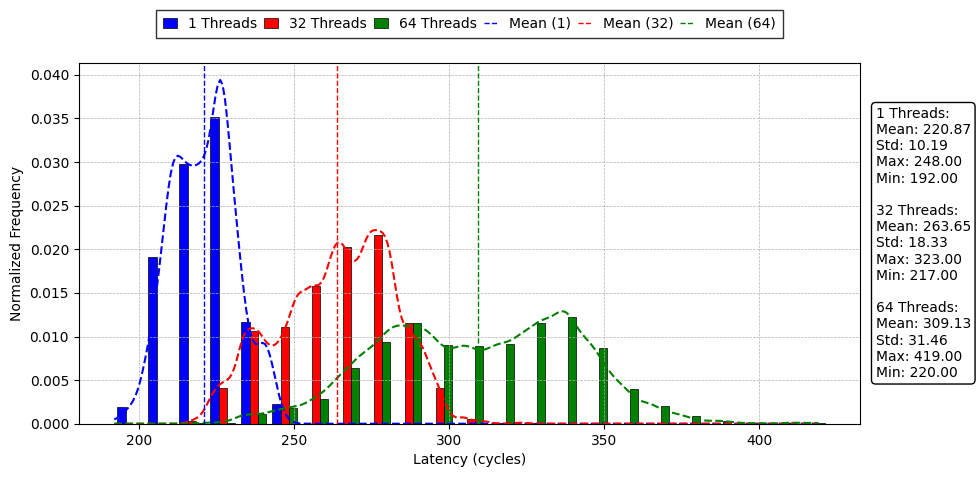 1 Threads 32 Threads 64 Threads Mean (1) Mean (32) Mean (64)
0.040
0.035
0.030
0.025
0.020
0.015
0.010
0.005
0.000
Normalized Frequency
200 250 300 350 400
Latency (cycles)
1 Threads:
Mean: 220.87
Std: 10.19
Max: 248.00
Min: 192.00
32 Threads:
Mean: 263.65
Std: 18.33
Max: 323.00
Min: 217.00
64 Threads:
Mean: 309.13
Std: 31.46
Max: 419.00
Min: 220.00